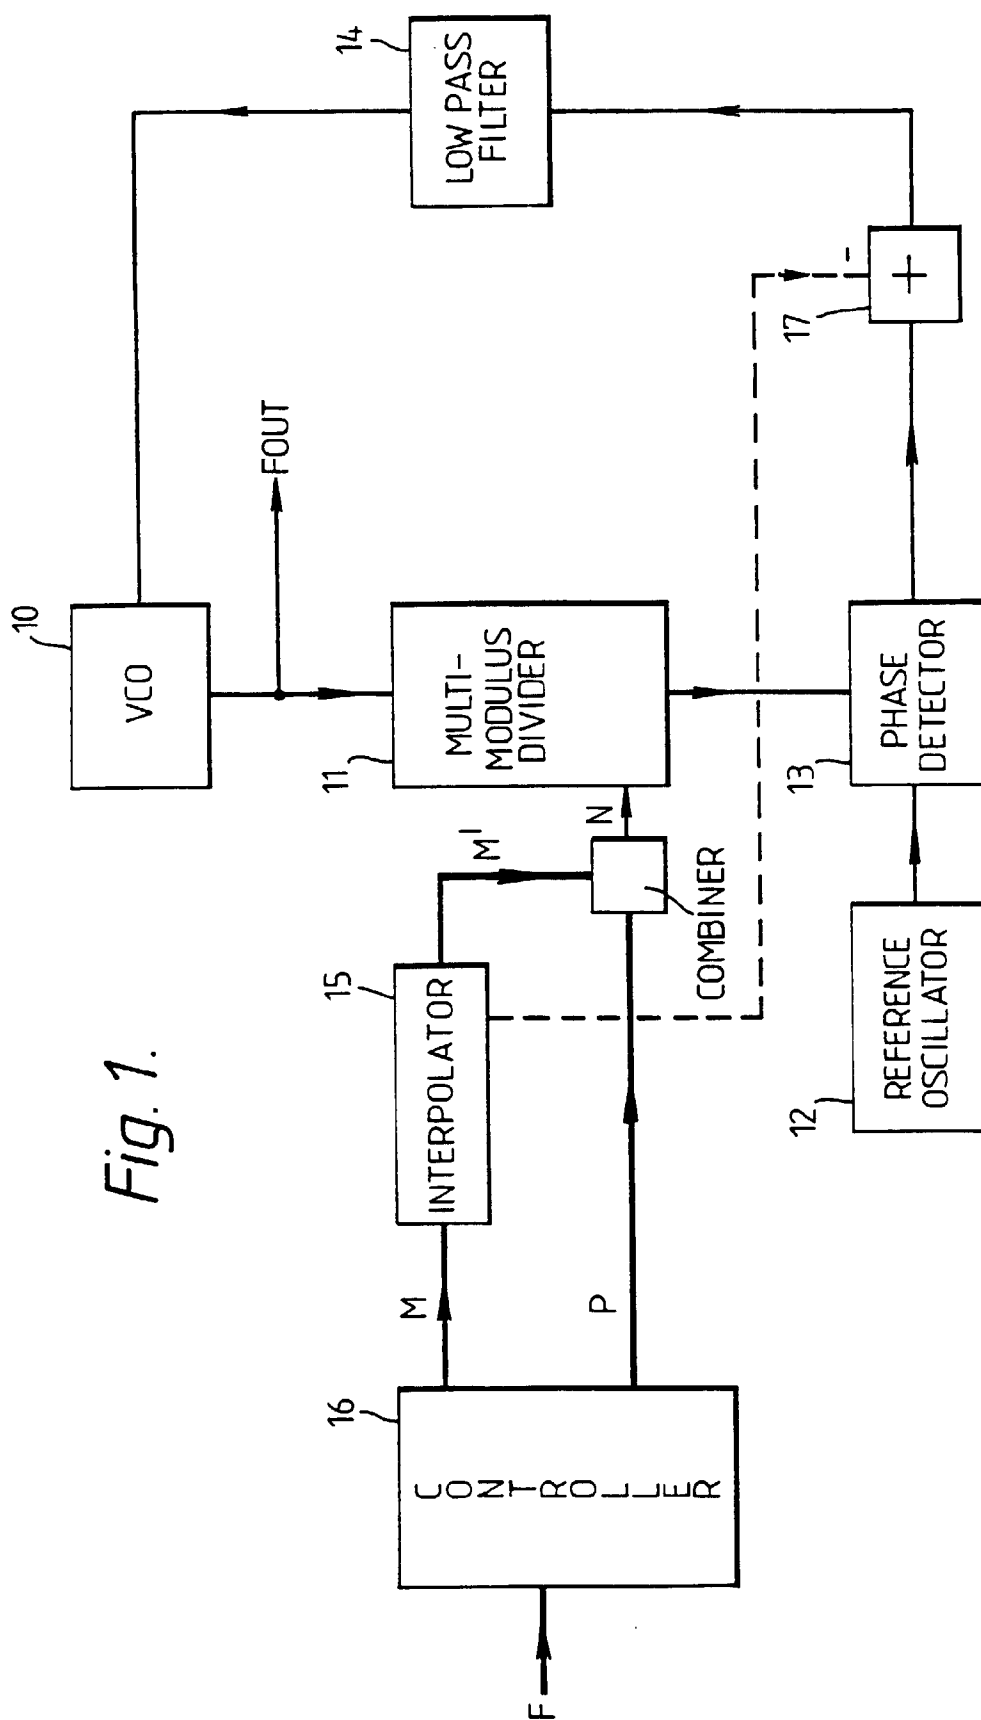 Fig. 1.
10
VCO
14
LOW PASS
FILTER
FOUT
11
MULTI-
MODULUS
DIVIDER
15
INTERPOLATOR
M
M'
N
COMBINER
16
CONTROLLER
F
P
17
-
+
12
REFERENCE
OSCILLATOR
13
PHASE
DETECTOR